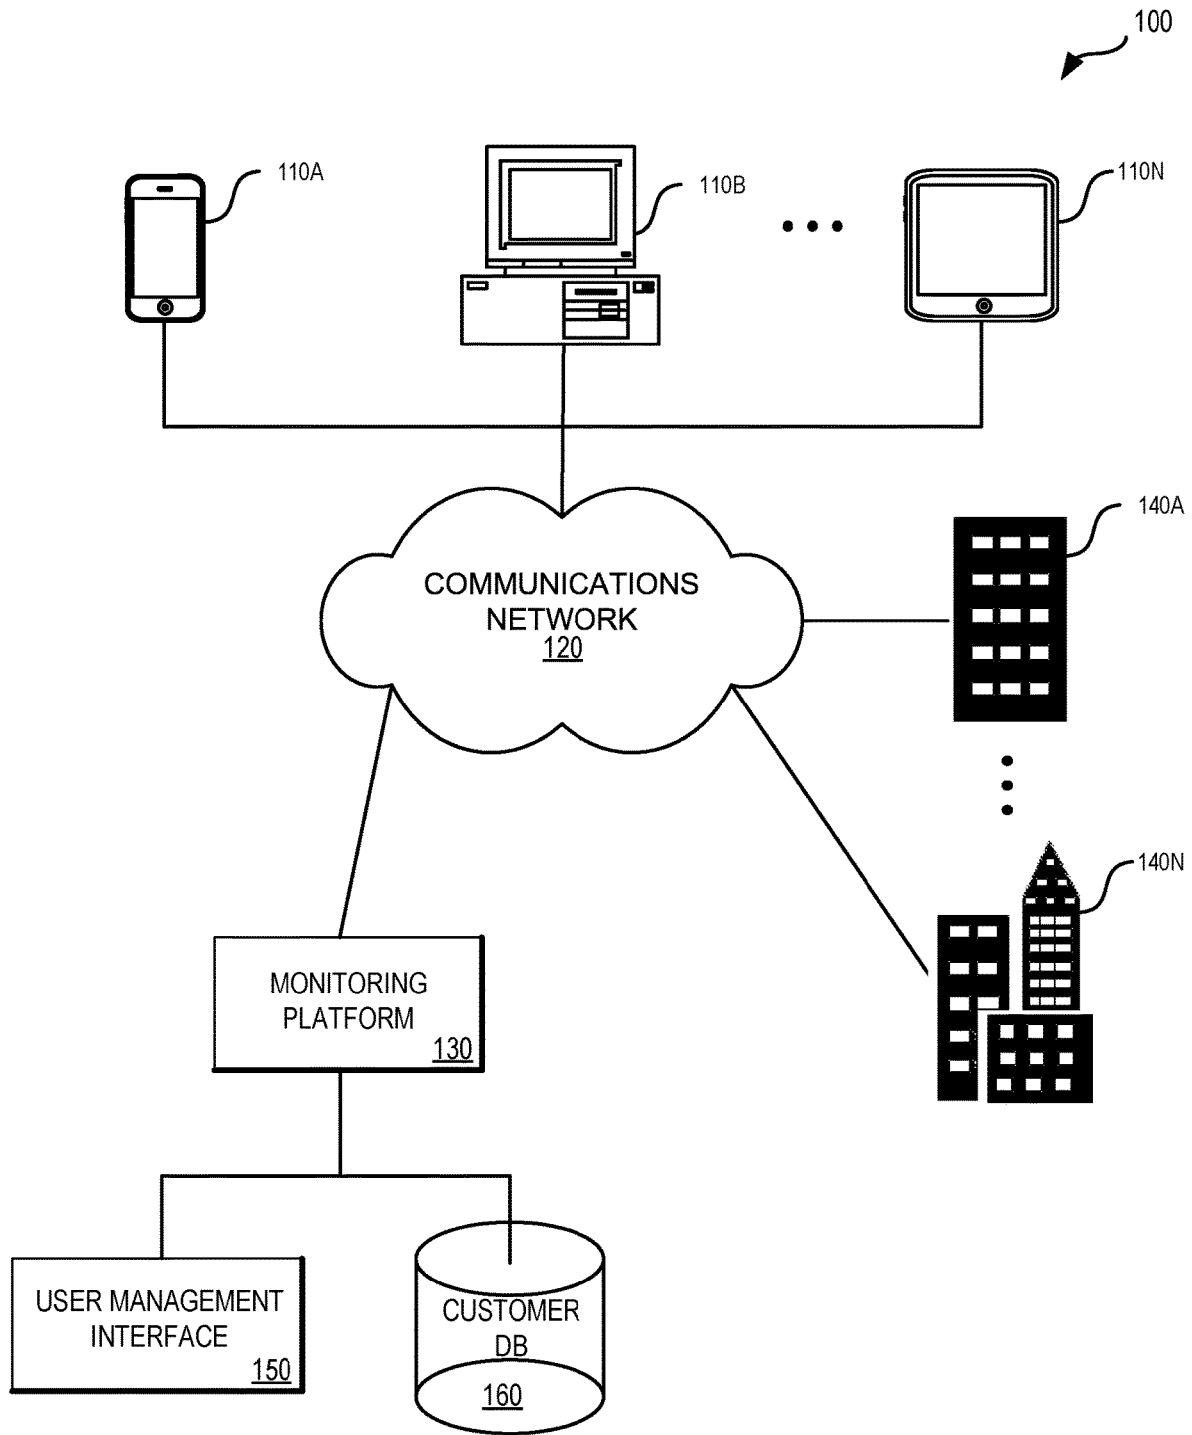 100
110A
110B
110N
COMMUNICATIONS
NETWORK
120
140A
140N
MONITORING
PLATFORM
130
USER MANAGEMENT
INTERFACE
150
CUSTOMER
DB
160